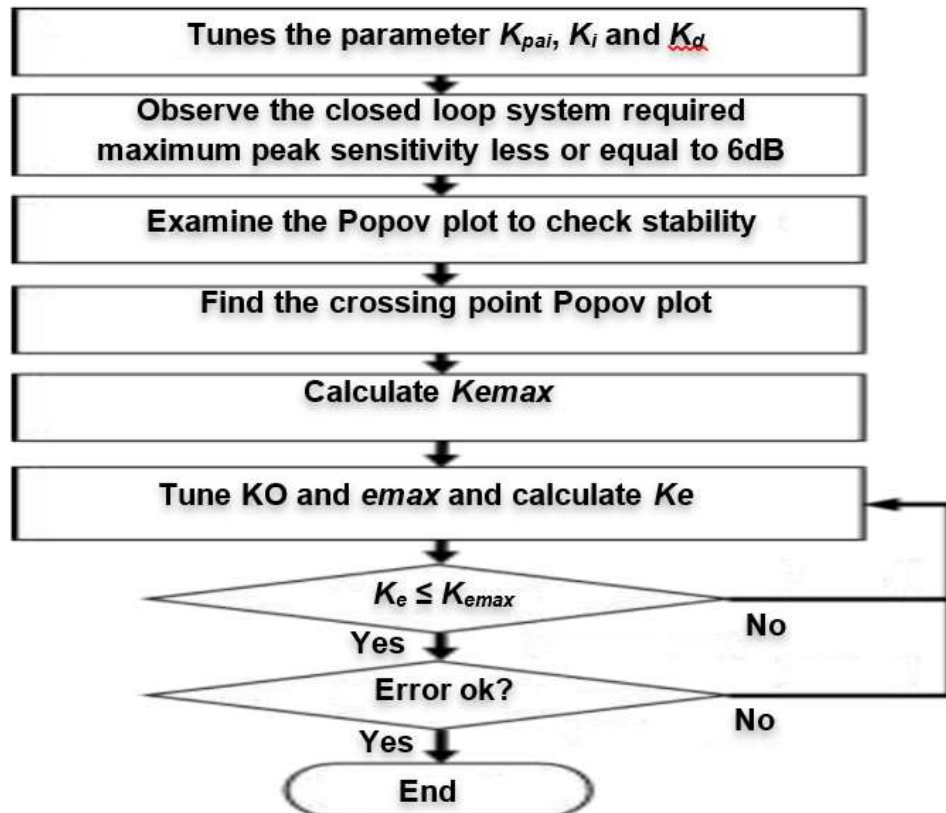 Tunes the parameter Kpai, Ki and Kd
Observe the closed loop system required
maximum peak sensitivity less or equal to 6dB
Examine the Popov plot to check stability
Find the crossing point Popov plot
Calculate Kemax
Tune KO and emax and calculate Ke
Ke ≤ Kemax
No
Yes
Error ok?
No
Yes
End